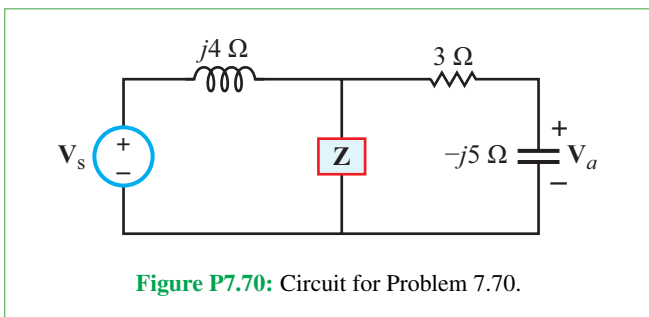 j4 Ω
3 Ω
+
−
V_s
Z
−j5 Ω
+
V_a
−
Figure P7.70: Circuit for Problem 7.70.